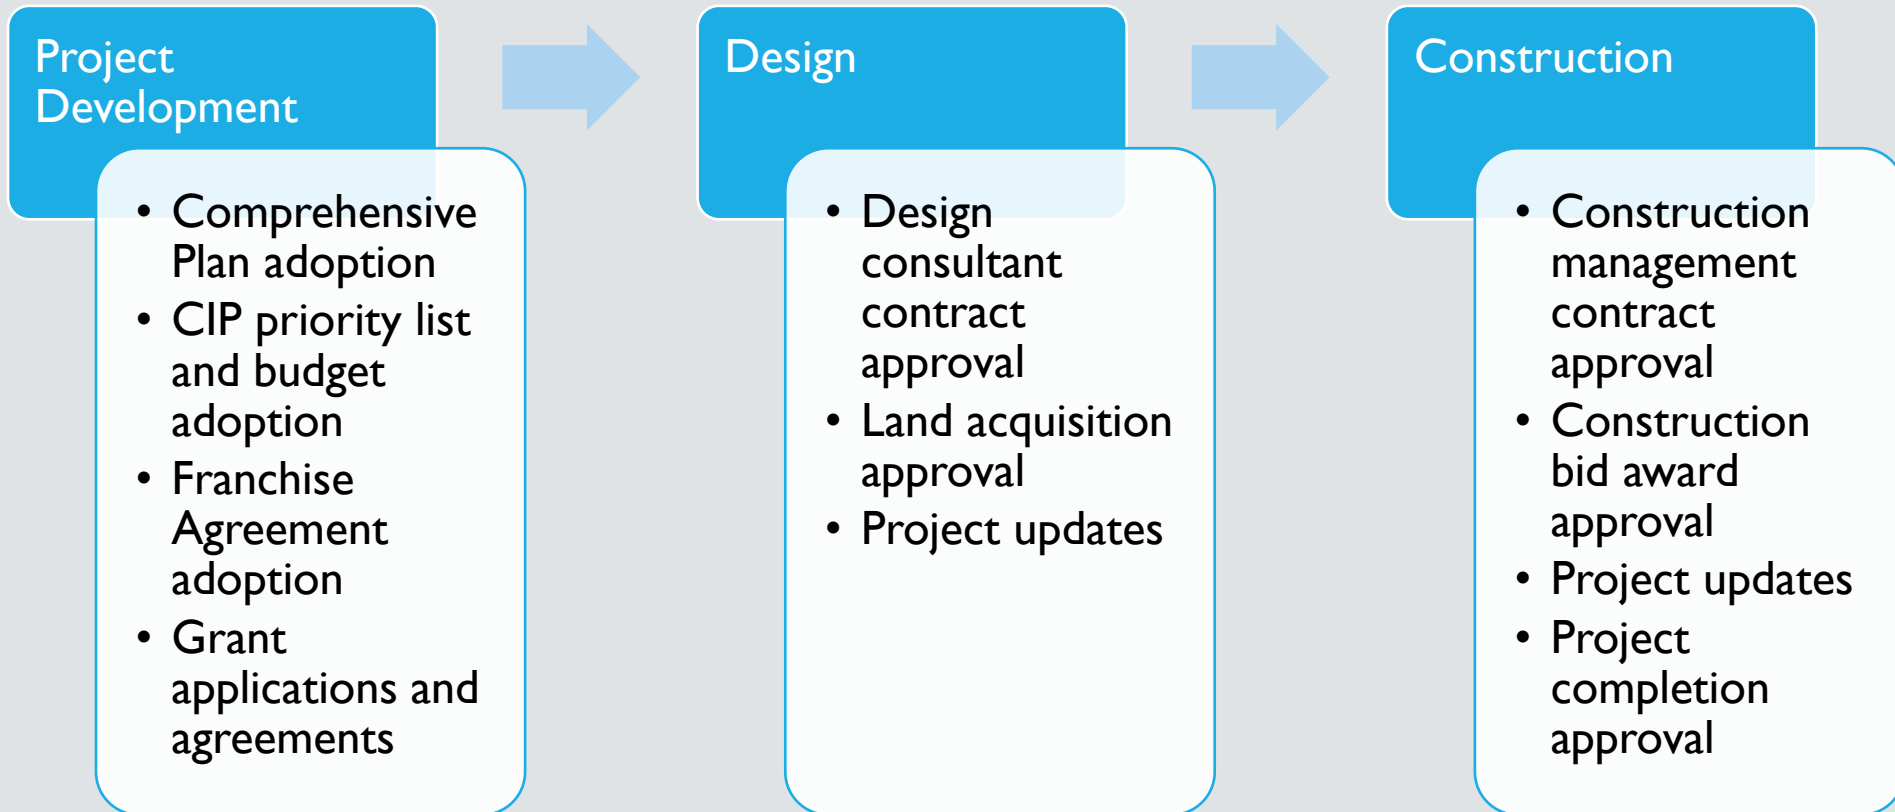 Project
Development
• Comprehensive
Plan adoption
• CIP priority list
and budget
adoption
• Franchise
Agreement
adoption
• Grant
applications and
agreements
Design
• Design
consultant
contract
approval
• Land acquisition
approval
• Project updates
Construction
• Construction
management
contract
approval
• Construction
bid award
approval
• Project updates
• Project
completion
approval